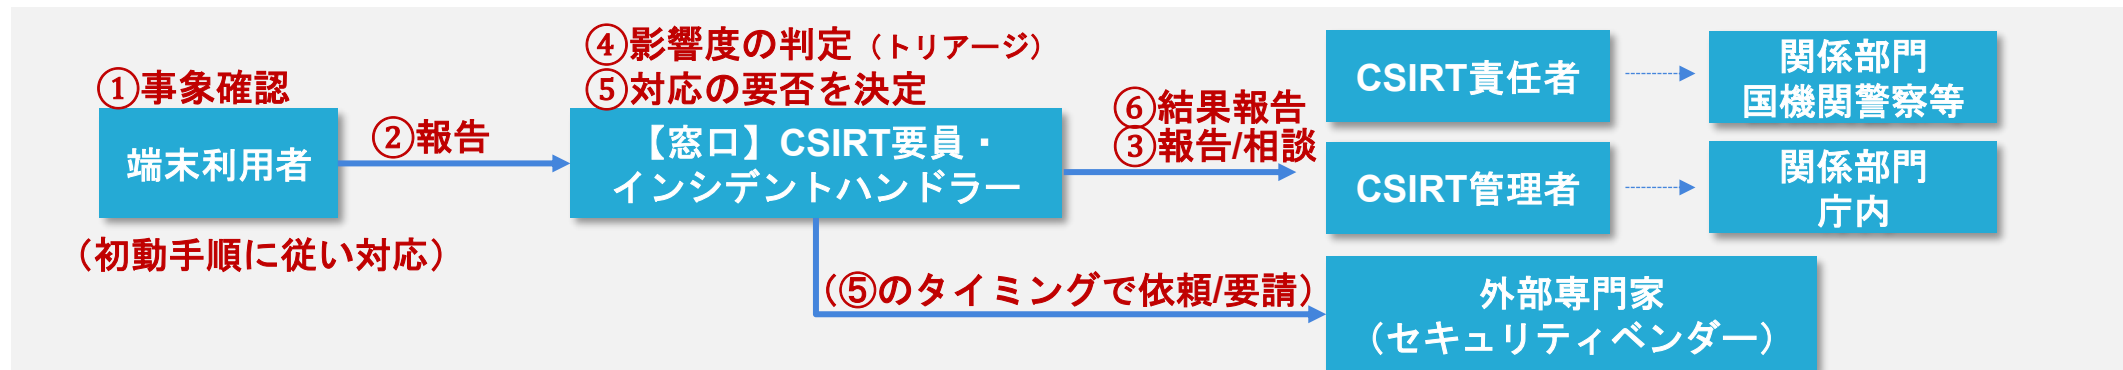 ①事象確認
端末利用者
(初動手順に従い対応)
②報告
④影響度の判定（トリアージ）
⑤対応の要否を決定
【窓口】CSIRT要員・
インシデントハンドラー
⑥結果報告
③報告/相談
(⑤のタイミングで依頼/要請)
CSIRT責任者
関係部門
国機関警察等
CSIRT管理者
関係部門
庁内
外部専門家
（セキュリティベンダー）